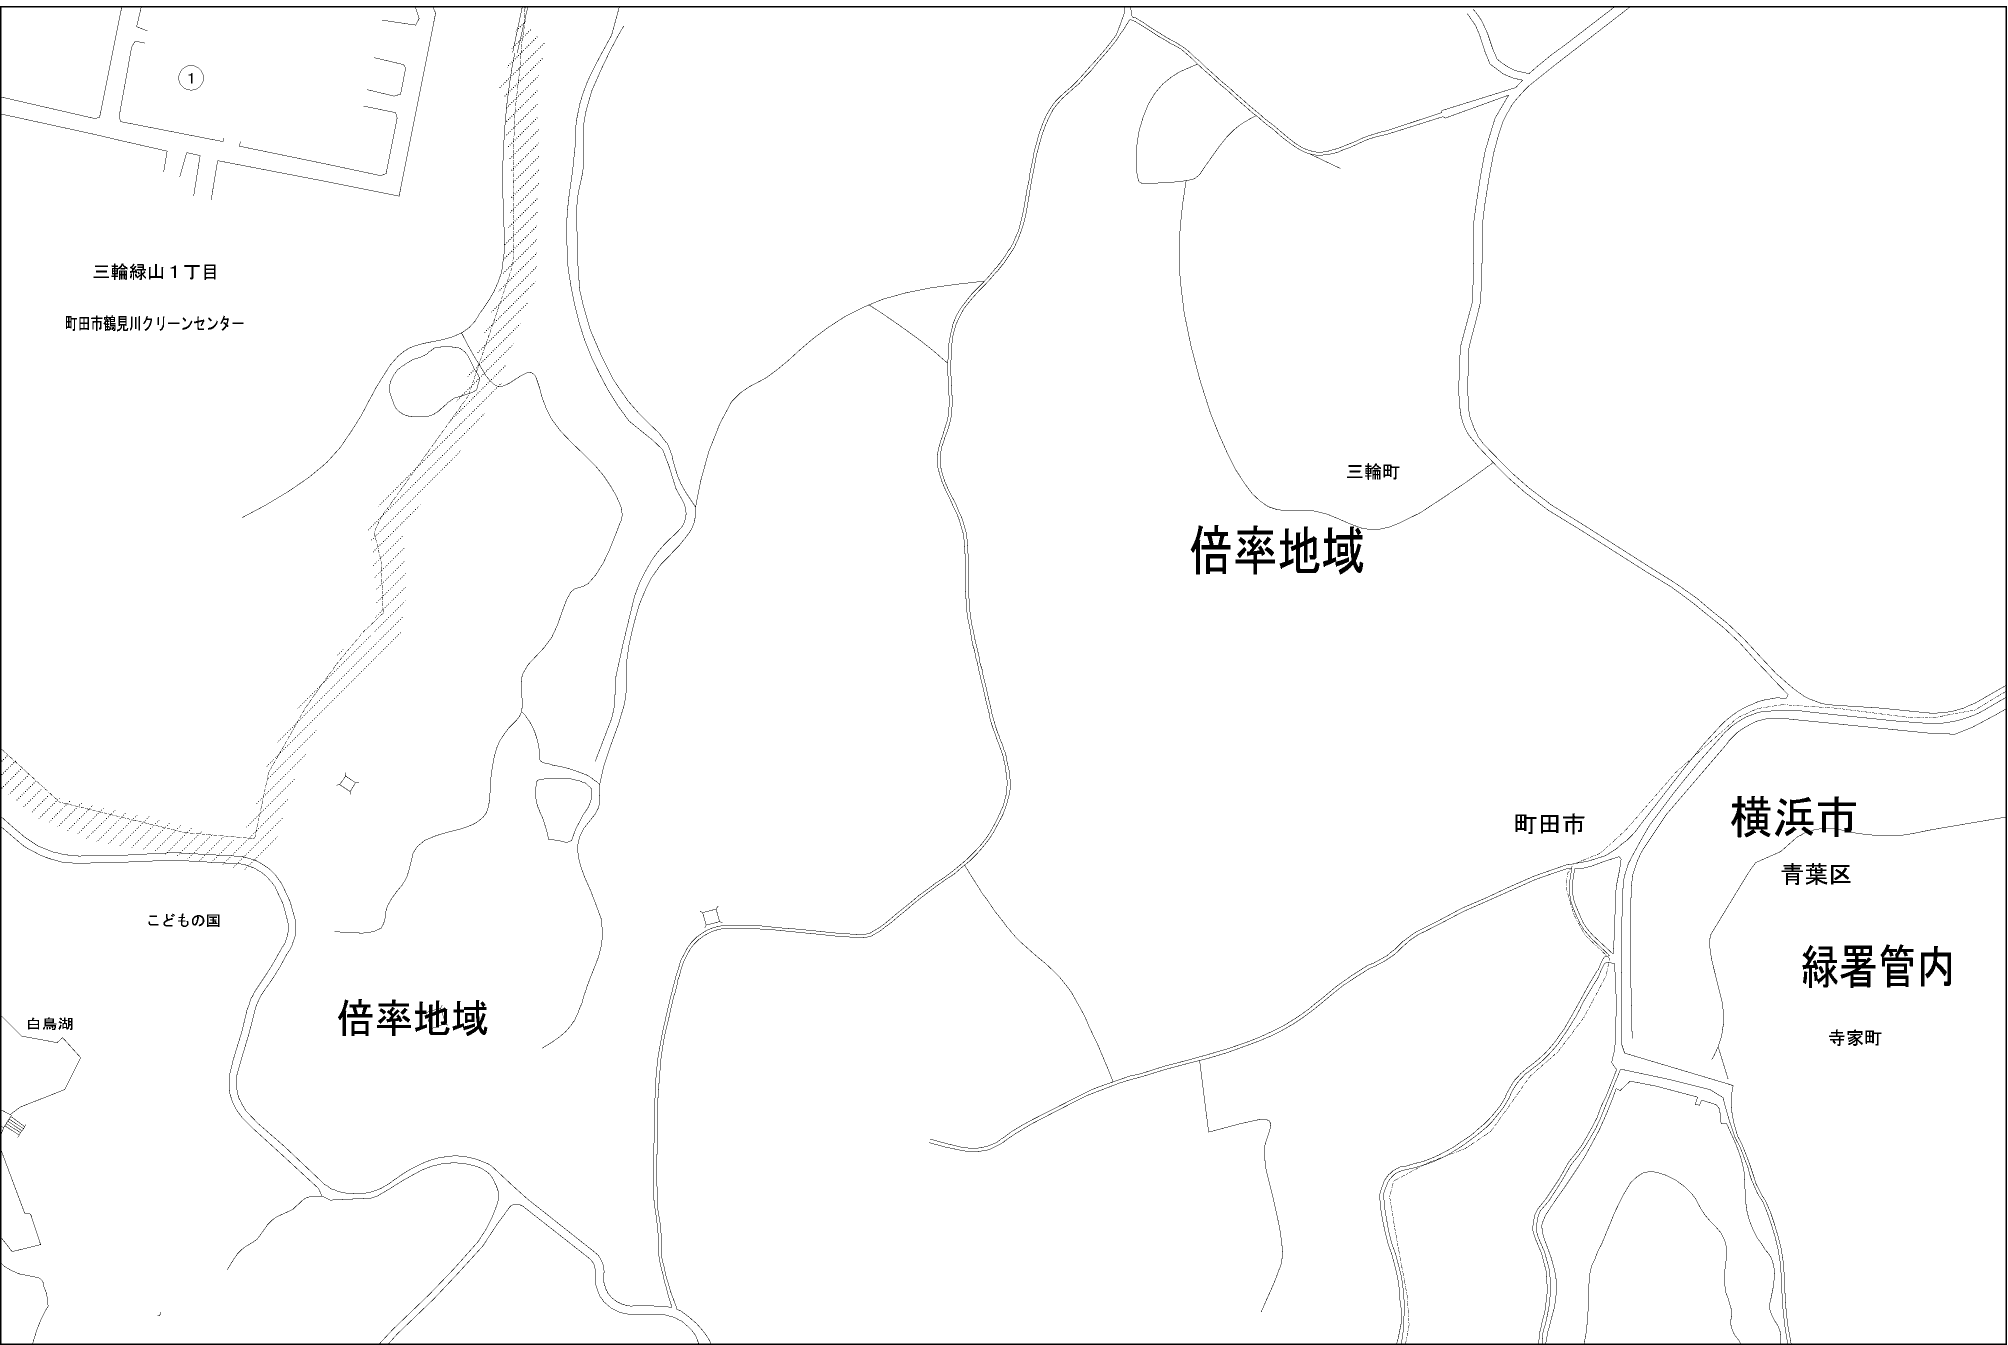 1
三輪緑山１丁目
町田市鶴見川クリーンセンター
三輪町
倍率地域
町田市
横浜市
青葉区
緑署管内
寺家町
こどもの国
倍率地域
白鳥湖